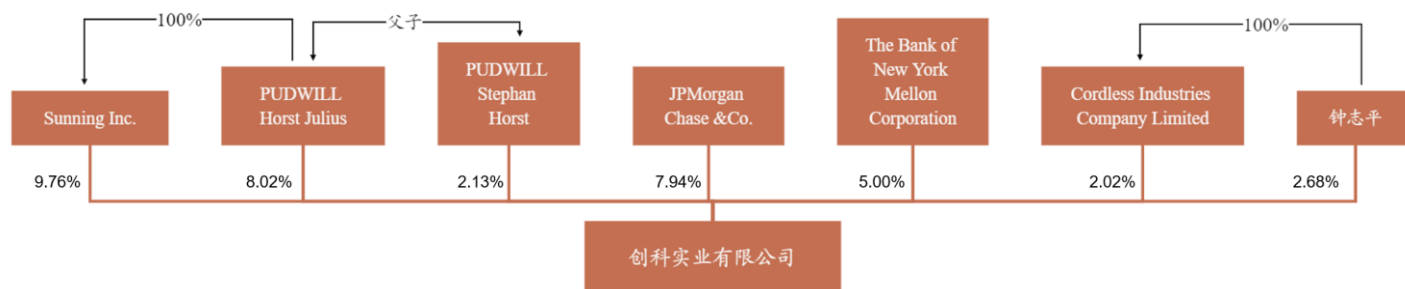 100%
父子
100%
Sunning Inc.
PUDWILL
Horst Julius
PUDWILL
Stephan
Horst
JPMorgan
Chase &Co.
The Bank of
New York
Mellon
Corporation
Cordless Industries
Company Limited
钟志平
9.76%
8.02%
2.13%
7.94%
5.00%
2.02%
2.68%
创科实业有限公司